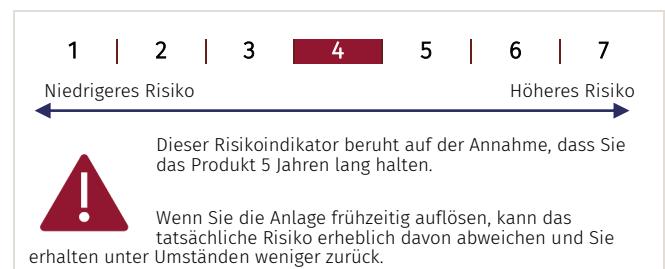 1 | 2 | 3 | 4 | 5 | 6 | 7
Niedrigeres Risiko Höheres Risiko
Dieser Risikoindikator beruht auf der Annahme, dass Sie
das Produkt 5 Jahren lang halten.
Wenn Sie die Anlage frühzeitig auflösen, kann das
tatsächliche Risiko erheblich davon abweichen und Sie
erhalten unter Umständen weniger zurück.